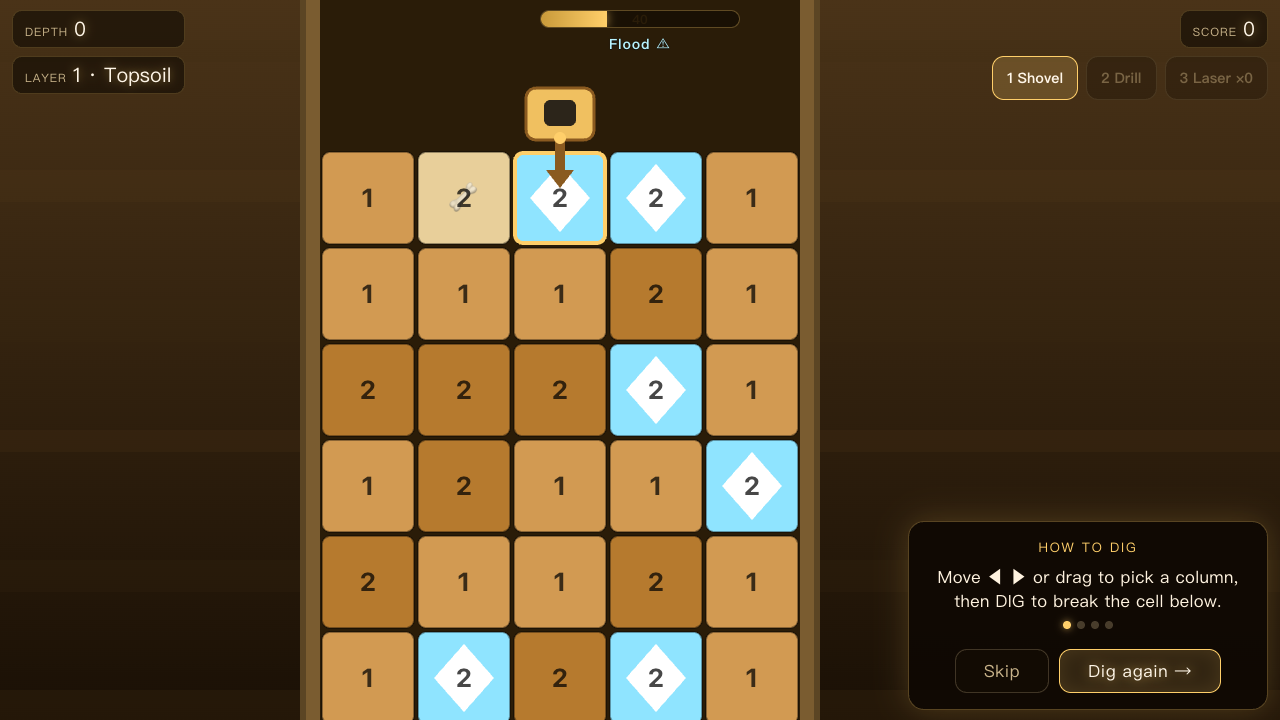 DEPTH 0
LAYER 1 · Topsoil
40
Flood ⚠
SCORE 0
1 Shovel
2 Drill
3 Laser ×0
1 2 2 2 1
1 1 1 2 1
2 2 2 2 1
1 2 1 1 2
2 1 1 2 1
1 2 2 2 1
HOW TO DIG
Move ◀ ▶ or drag to pick a column,
then DIG to break the cell below.
Skip
Dig again →